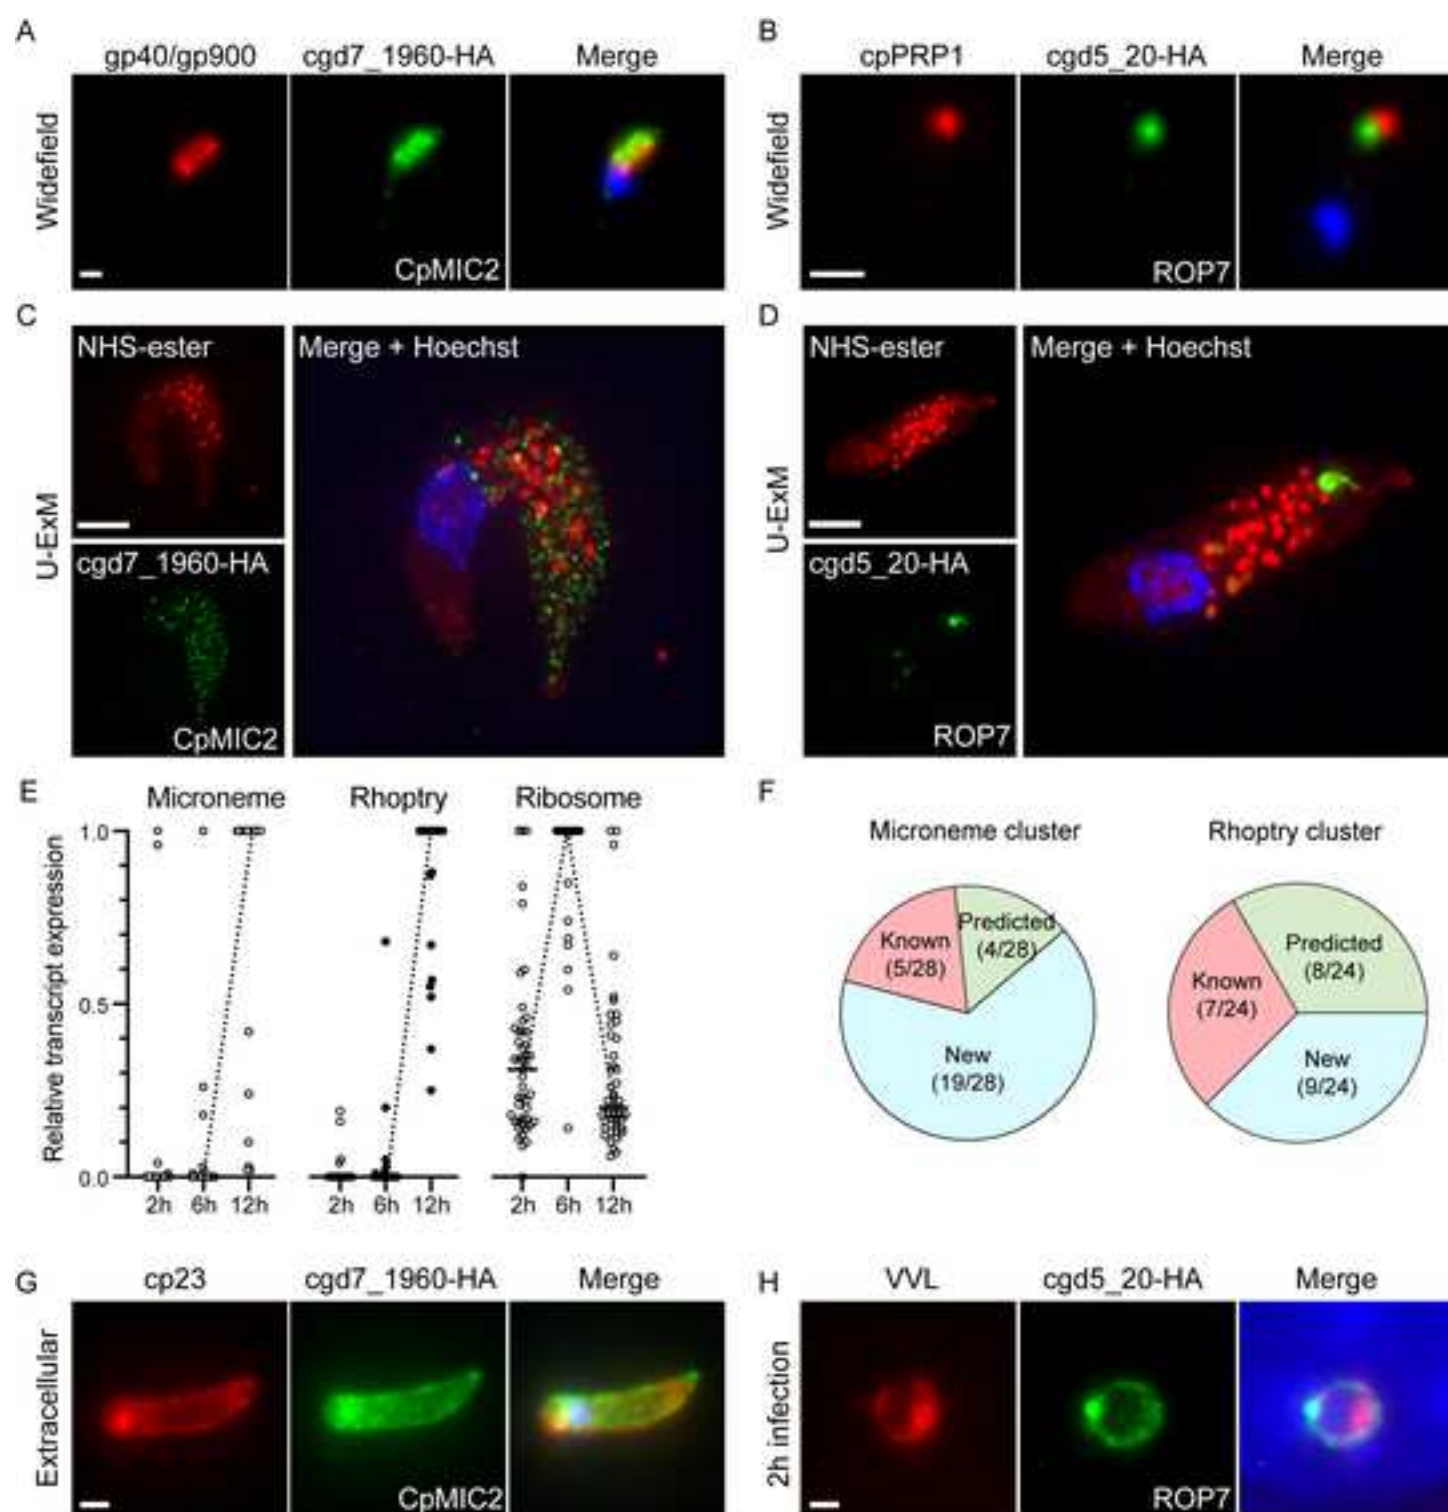 A
gp40/gp900 cgd7_1960-HA Merge
Widefield
CpMIC2
B
cpPRP1 cgd5_20-HA Merge
Widefield
ROP7
C
NHS-ester
Merge + Hoechst
U-ExM
cgd7_1960-HA
CpMIC2
D
NHS-ester
Merge + Hoechst
U-ExM
cgd5_20-HA
ROP7
E
Microneme Rhoptry Ribosome
Relative transcript expression
1.0
0.5
0.0
2h 6h 12h 2h 6h 12h 2h 6h 12h
F
Microneme cluster Rhoptry cluster
Known
(5/28)
Predicted
(4/28)
New
(19/28)
Known
(7/24)
Predicted
(8/24)
New
(9/24)
G
cp23 cgd7_1960-HA Merge
Extracellular
CpMIC2
H
VVL cgd5_20-HA Merge
2h infection
ROP7